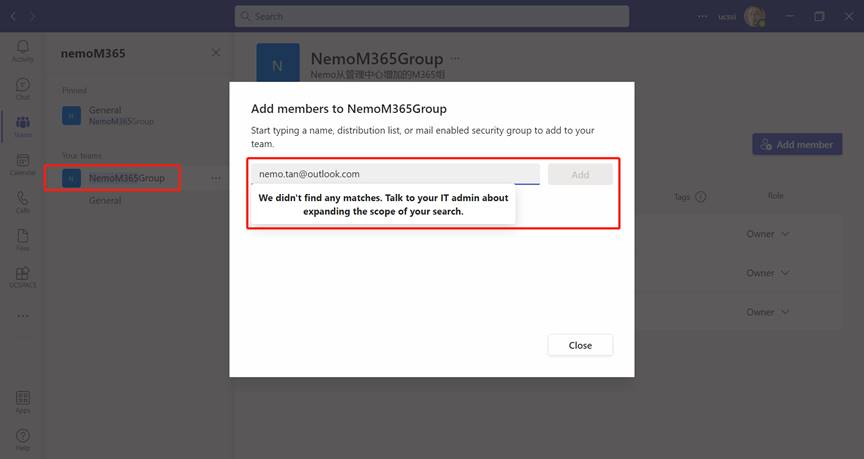 Search
ucssi
Activity
Chat
Teams
Calendar
Calls
Files
UCSPACE
Apps
Help
nemoM365
Pinned
N
General
NemoM365Group
Your teams
N
NemoM365Group
General
N
NemoM365Group
Nemo从管理中心增加的M365组
Add member
Tags
Role
Owner
Owner
Owner
Add members to NemoM365Group
Start typing a name, distribution list, or mail enabled security group to add to your
team.
nemo.tan@outlook.com
Add
We didn't find any matches. Talk to your IT admin about
expanding the scope of your search.
Close